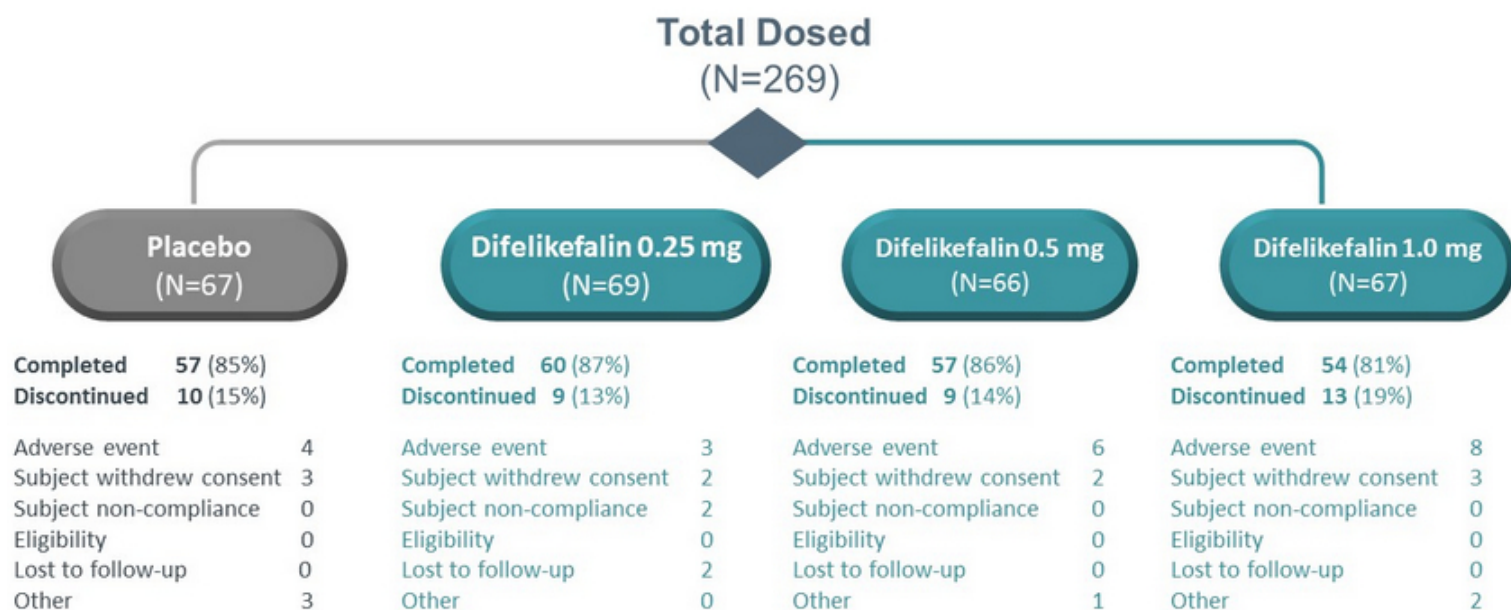 Total Dosed
(N=269)
Placebo
(N=67)
Difelikefalin 0.25 mg
(N=69)
Difelikefalin 0.5 mg
(N=66)
Difelikefalin 1.0 mg
(N=67)
Completed 57 (85%)
Discontinued 10 (15%)
Adverse event 4
Subject withdrew consent 3
Subject non-compliance 0
Eligibility 0
Lost to follow-up 0
Other 3
Completed 60 (87%)
Discontinued 9 (13%)
Adverse event 3
Subject withdrew consent 2
Subject non-compliance 2
Eligibility 0
Lost to follow-up 2
Other 0
Completed 57 (86%)
Discontinued 9 (14%)
Adverse event 6
Subject withdrew consent 2
Subject non-compliance 0
Eligibility 0
Lost to follow-up 0
Other 1
Completed 54 (81%)
Discontinued 13 (19%)
Adverse event 8
Subject withdrew consent 3
Subject non-compliance 0
Eligibility 0
Lost to follow-up 0
Other 2